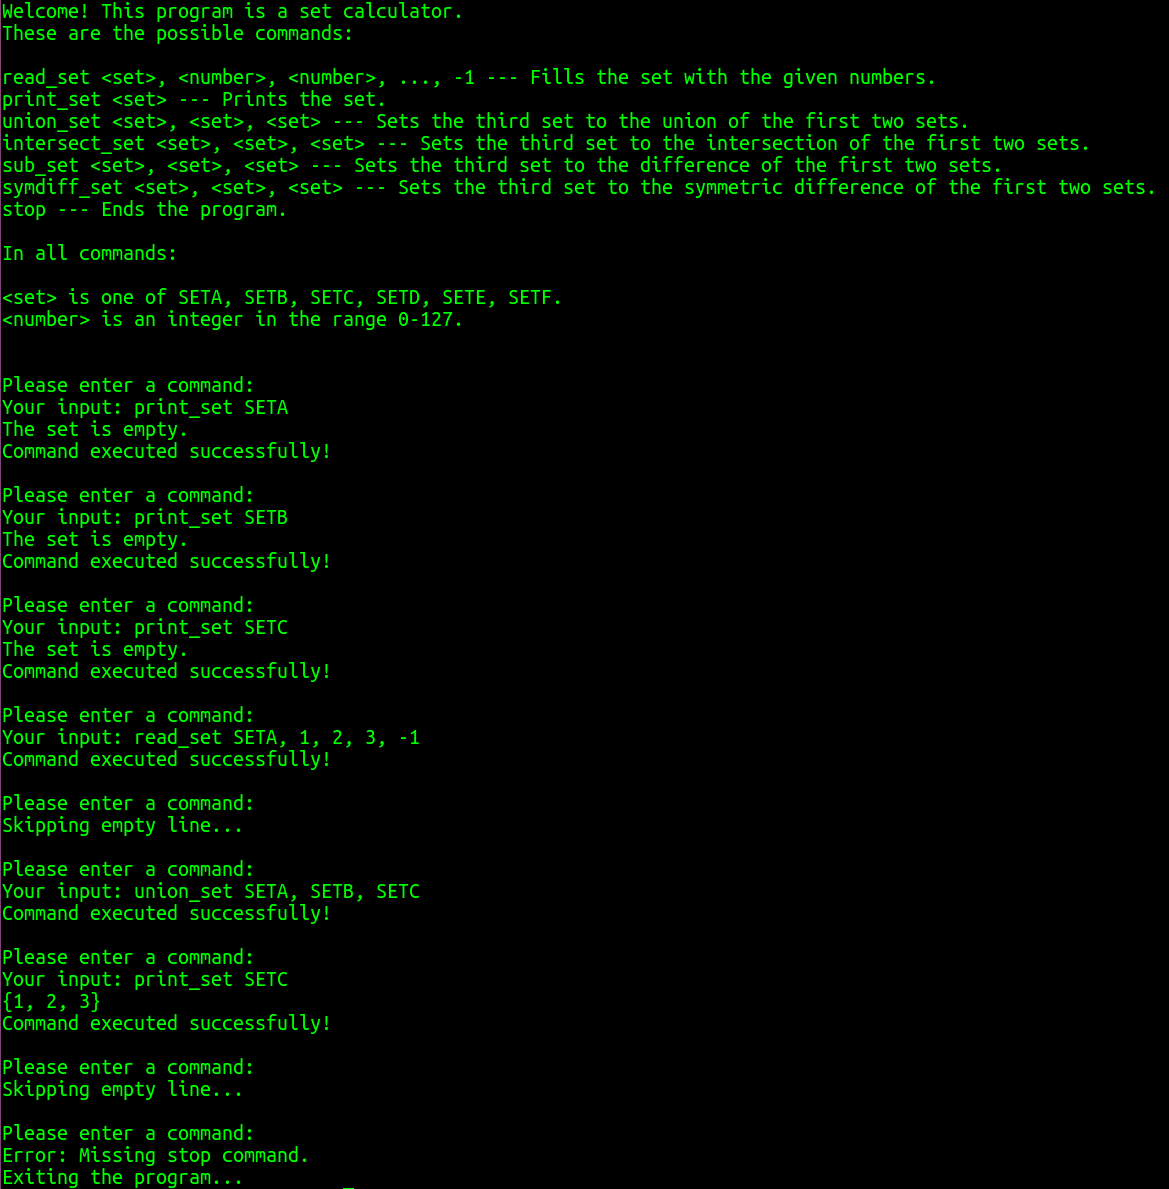 Welcome! This program is a set calculator.
These are the possible commands:
read_set <set>, <number>, <number>, ..., -1 --- Fills the set with the given numbers.
print_set <set> --- Prints the set.
union_set <set>, <set>, <set> --- Sets the third set to the union of the first two sets.
intersect_set <set>, <set>, <set> --- Sets the third set to the intersection of the first two sets.
sub_set <set>, <set>, <set> --- Sets the third set to the difference of the first two sets.
symdiff_set <set>, <set>, <set> --- Sets the third set to the symmetric difference of the first two sets.
stop --- Ends the program.
In all commands:
<set> is one of SETA, SETB, SETC, SETD, SETE, SETF.
<number> is an integer in the range 0-127.
Please enter a command:
Your input: print_set SETA
The set is empty.
Command executed successfully!
Please enter a command:
Your input: print_set SETB
The set is empty.
Command executed successfully!
Please enter a command:
Your input: print_set SETC
The set is empty.
Command executed successfully!
Please enter a command:
Your input: read_set SETA, 1, 2, 3, -1
Command executed successfully!
Please enter a command:
Skipping empty line...
Please enter a command:
Your input: union_set SETA, SETB, SETC
Command executed successfully!
Please enter a command:
Your input: print_set SETC
{1, 2, 3}
Command executed successfully!
Please enter a command:
Skipping empty line...
Please enter a command:
Error: Missing stop command.
Exiting the program...